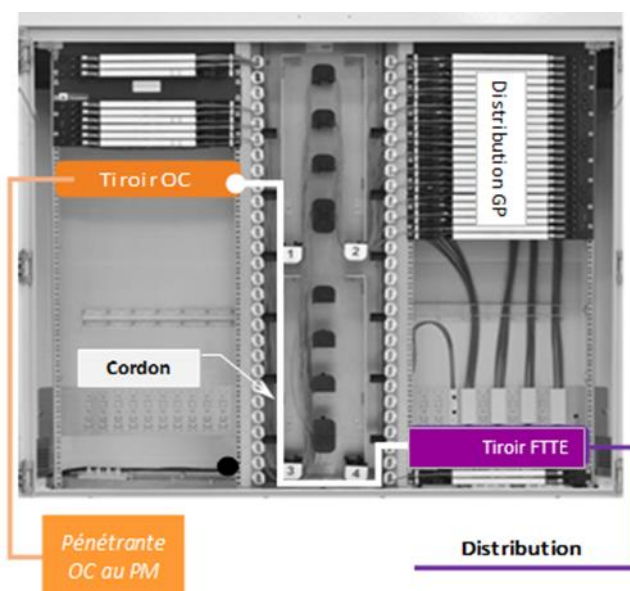 Distribution GP
Tiroir OC
1
2
Cordon
3
4
Tiroir FTTE
Pénétrante
OC au PM
Distribution